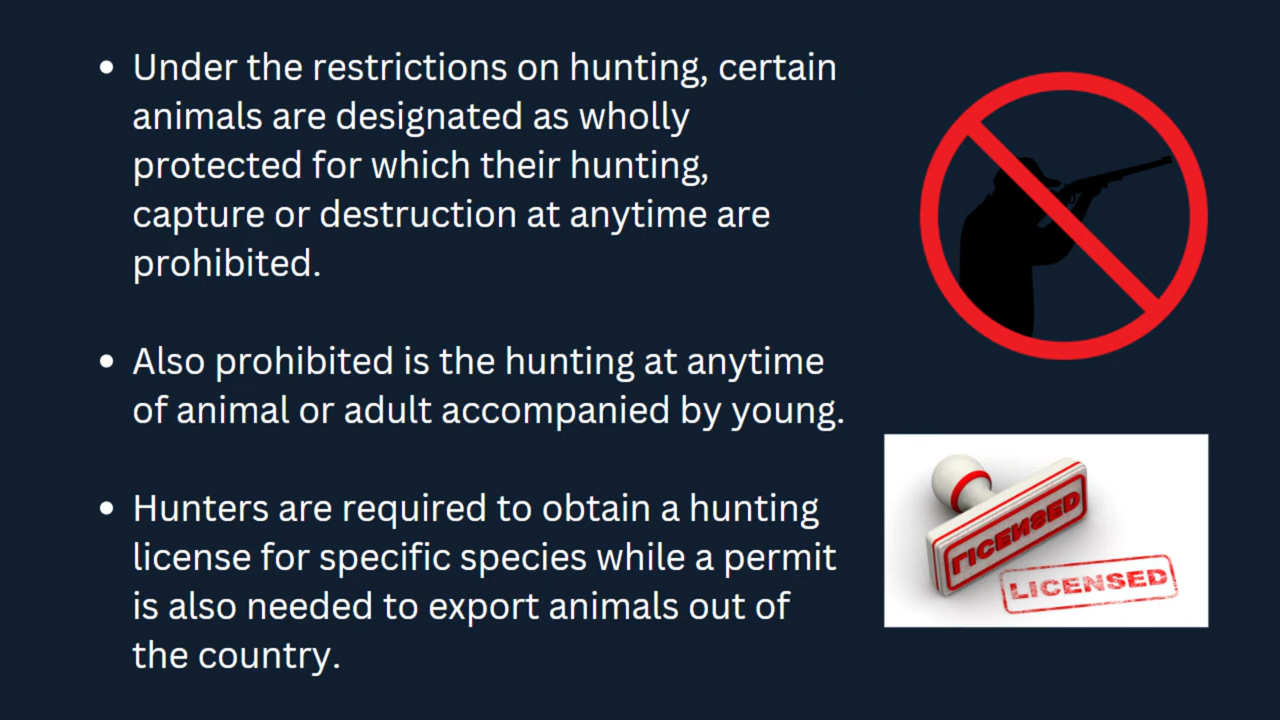 • Under the restrictions on hunting, certain
animals are designated as wholly
protected for which their hunting,
capture or destruction at anytime are
prohibited.
• Also prohibited is the hunting at anytime
of animal or adult accompanied by young.
• Hunters are required to obtain a hunting
license for specific species while a permit
is also needed to export animals out of
the country.
LICENSED
LICENSED